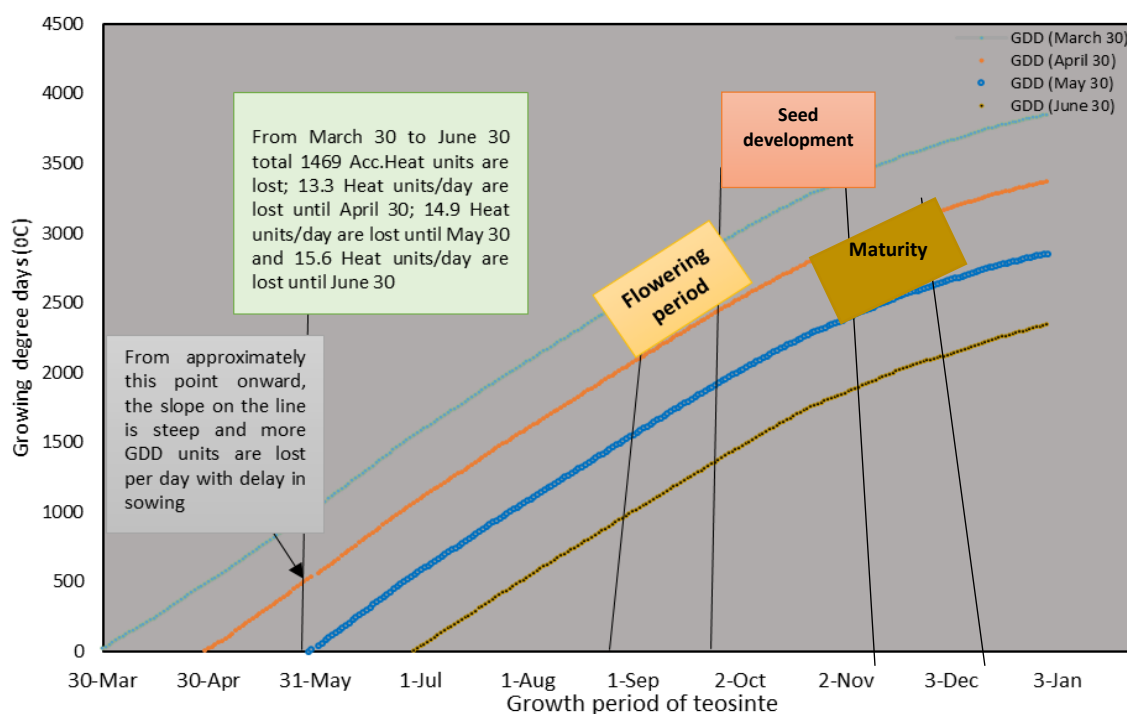 4500
4000
3500
3000
2500
2000
1500
1000
500
0
Growing degree days (0C)
GDD (March 30)
GDD (April 30)
GDD (May 30)
GDD (June 30)
From March 30 to June 30
total 1469 Acc.Heat units are
lost; 13.3 Heat units/day are
lost until April 30; 14.9 Heat
units/day are lost until May 30
and 15.6 Heat units/day are
lost until June 30
Seed
development
Flowering
period
Maturity
From approximately
this point onward,
the slope on the line
is steep and more
GDD units are lost
per day with delay in
sowing
30-Mar 30-Apr 31-May 1-Jul 1-Aug 1-Sep 2-Oct 2-Nov 3-Dec 3-Jan
Growth period of teosinte